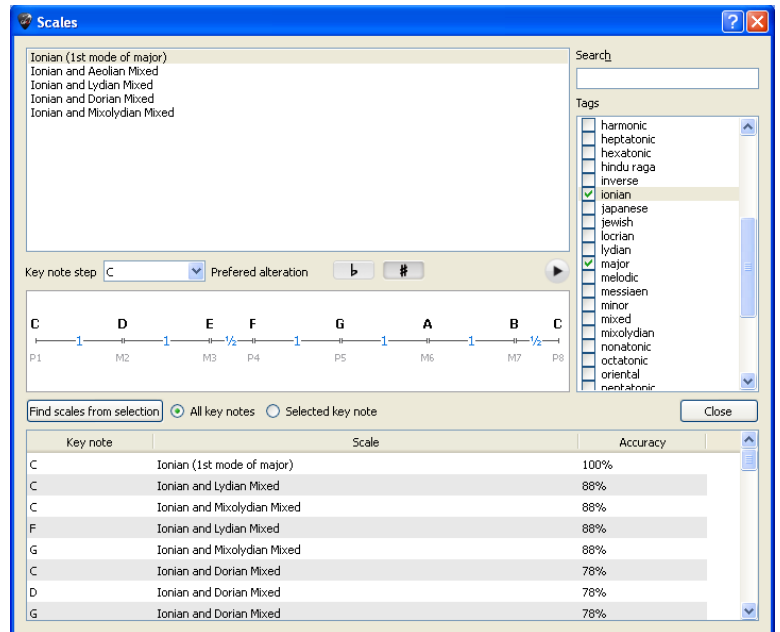 Scales
Ionian (1st mode of major)
Ionian and Aeolian Mixed
Ionian and Lydian Mixed
Ionian and Dorian Mixed
Ionian and Mixolydian Mixed
Search
Tags
harmonic
heptatonic
hexatonic
hindu raga
inverse
ionian
japanese
jewish
locrian
lydian
major
melodic
messiaen
minor
mixed
mixolydian
nonatonic
octatonic
oriental
pentatonic
Key note step C Prefered alteration ♭ #
C D E F G A B C
1 1 ½ 1 1 1 ½
P1 M2 M3 P4 P5 M6 M7 P8
Find scales from selection All key notes Selected key note Close
Key note Scale Accuracy
C Ionian (1st mode of major) 100%
C Ionian and Lydian Mixed 88%
C Ionian and Mixolydian Mixed 88%
F Ionian and Lydian Mixed 88%
G Ionian and Mixolydian Mixed 88%
C Ionian and Dorian Mixed 78%
D Ionian and Dorian Mixed 78%
G Ionian and Dorian Mixed 78%